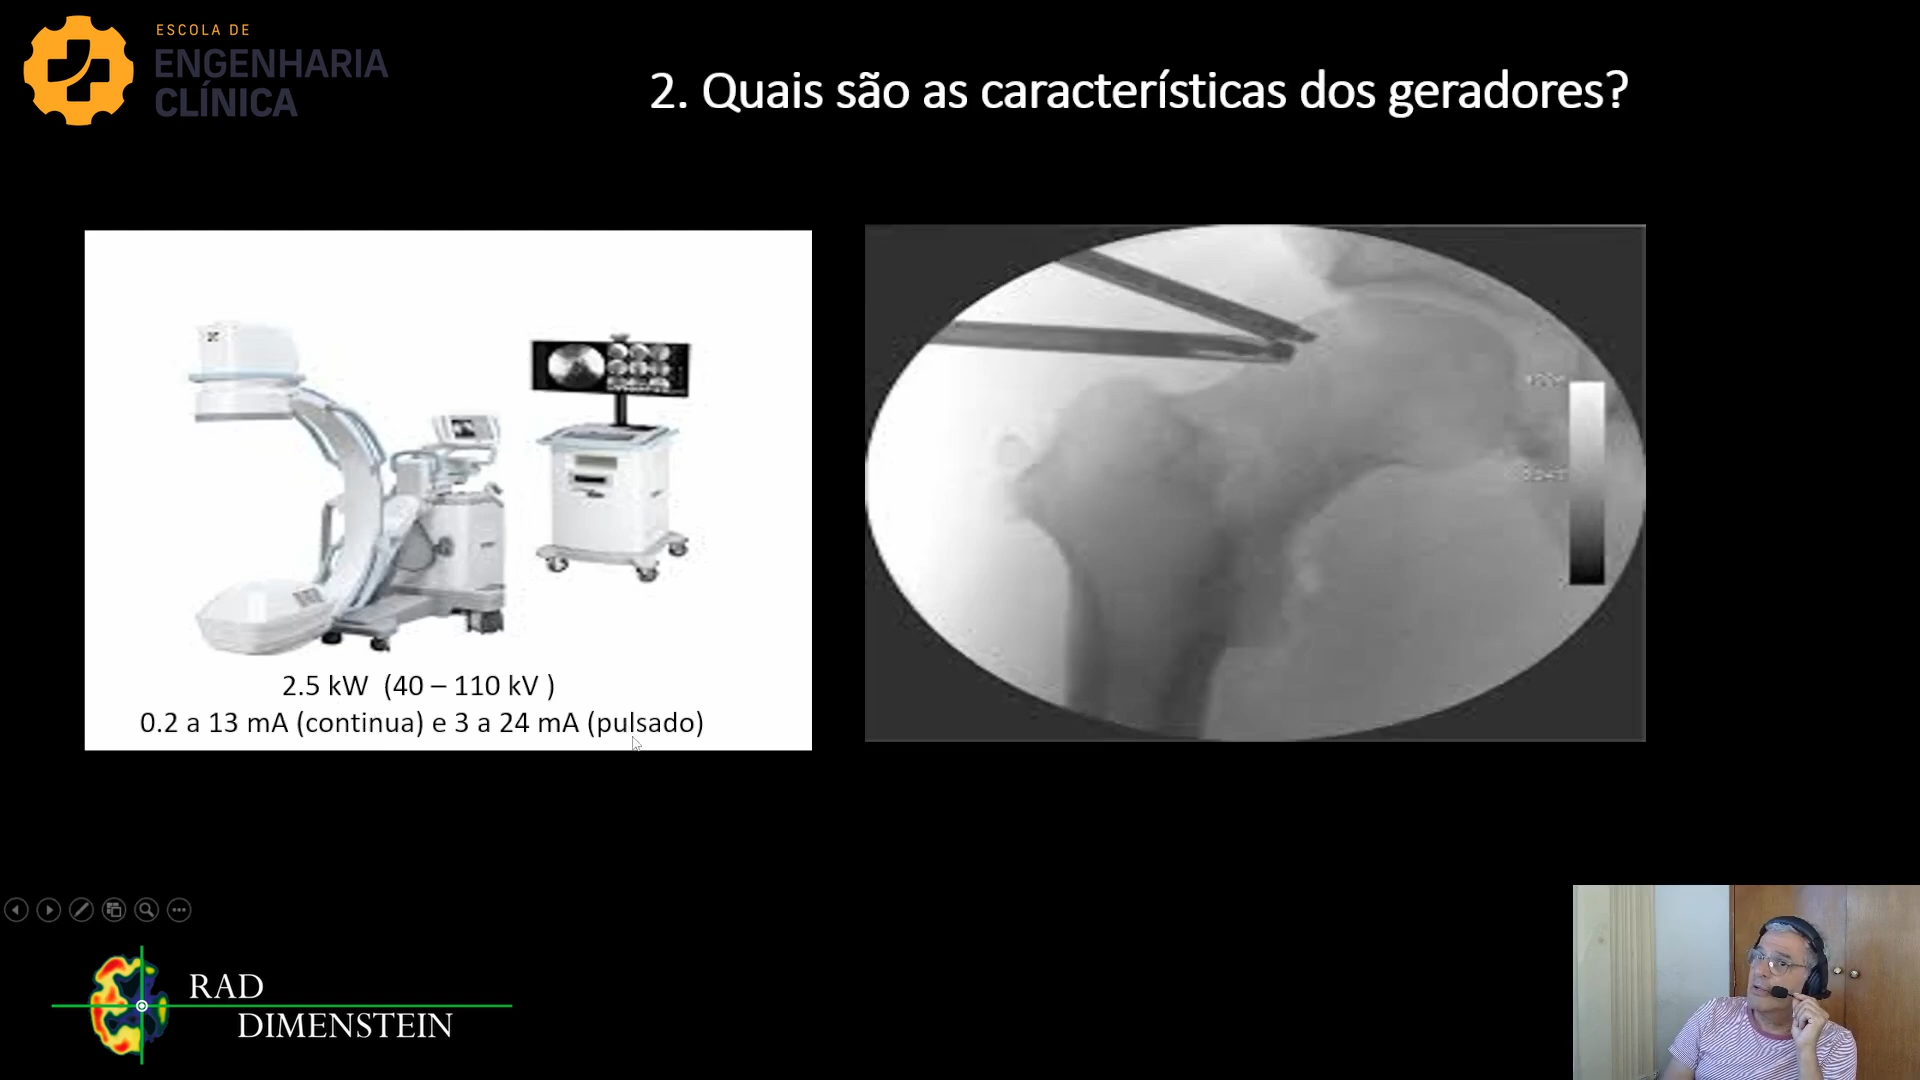 ESCOLA DE
ENGENHARIA
CLÍNICA
2. Quais são as características dos geradores?
2.5 kW (40 – 110 kV )
0.2 a 13 mA (continua) e 3 a 24 mA (pulsado)
RAD
DIMENSTEIN